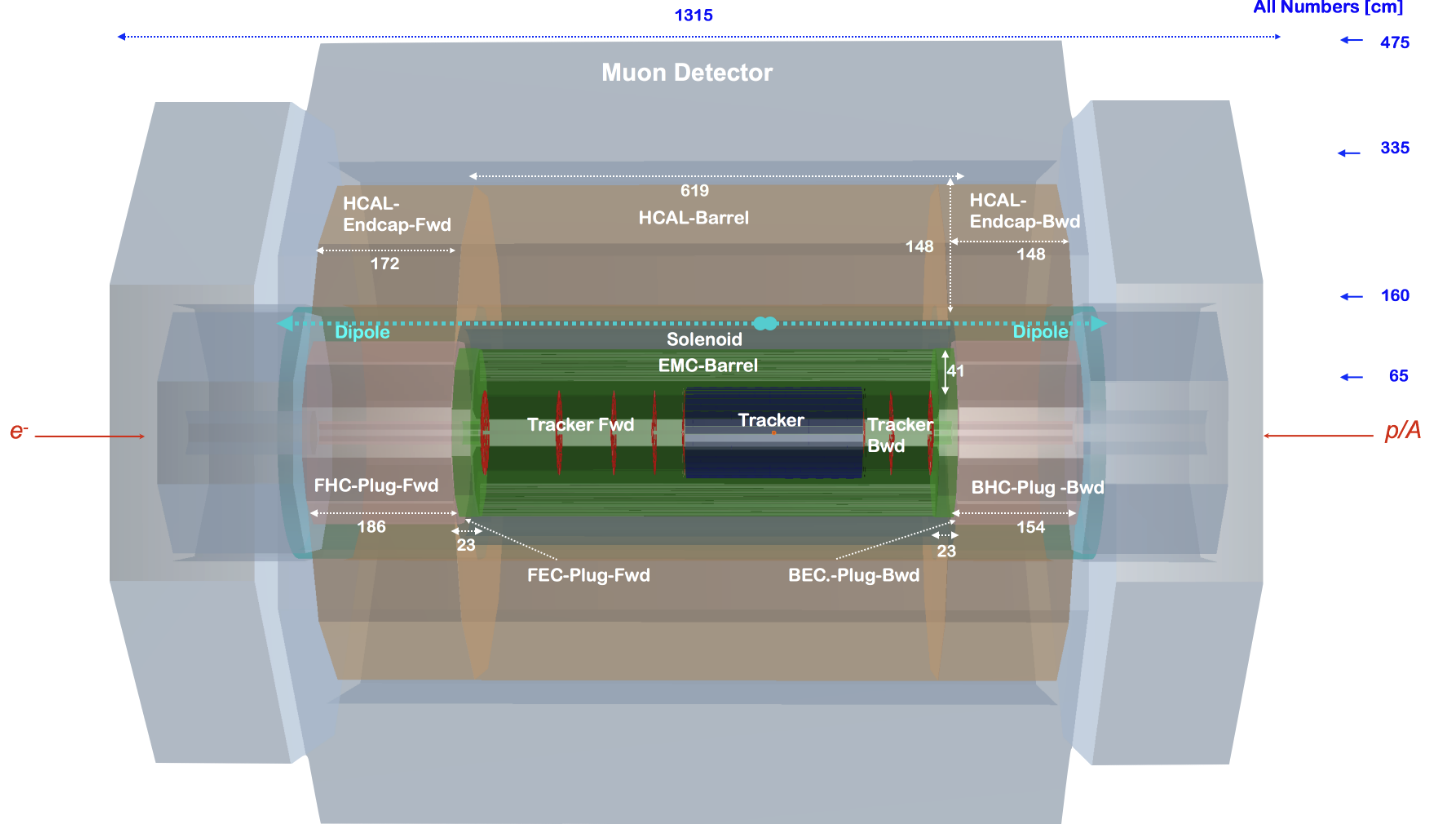 All Numbers [cm]
1315
475
Muon Detector
335
619
HCAL-
Endcap-Fwd
HCAL-Barrel
HCAL-
Endcap-Bwd
172
148
148
160
Dipole
Solenoid
Dipole
EMC-Barrel
41
65
e-
Tracker Fwd
Tracker
Tracker
Bwd
p/A
FHC-Plug-Fwd
BHC-Plug -Bwd
186
23
23
154
FEC-Plug-Fwd
BEC.-Plug-Bwd